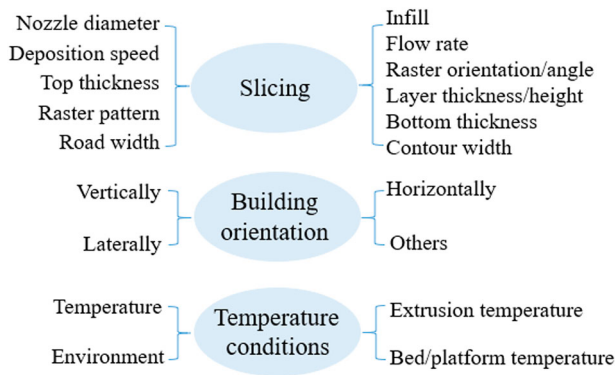 Nozzle diameter
Deposition speed
Top thickness
Raster pattern
Road width
Slicing
Infill
Flow rate
Raster orientation/angle
Layer thickness/height
Bottom thickness
Contour width
Vertically
Laterally
Building
orientation
Horizontally
Others
Temperature
Environment
Temperature
conditions
Extrusion temperature
Bed/platform temperature